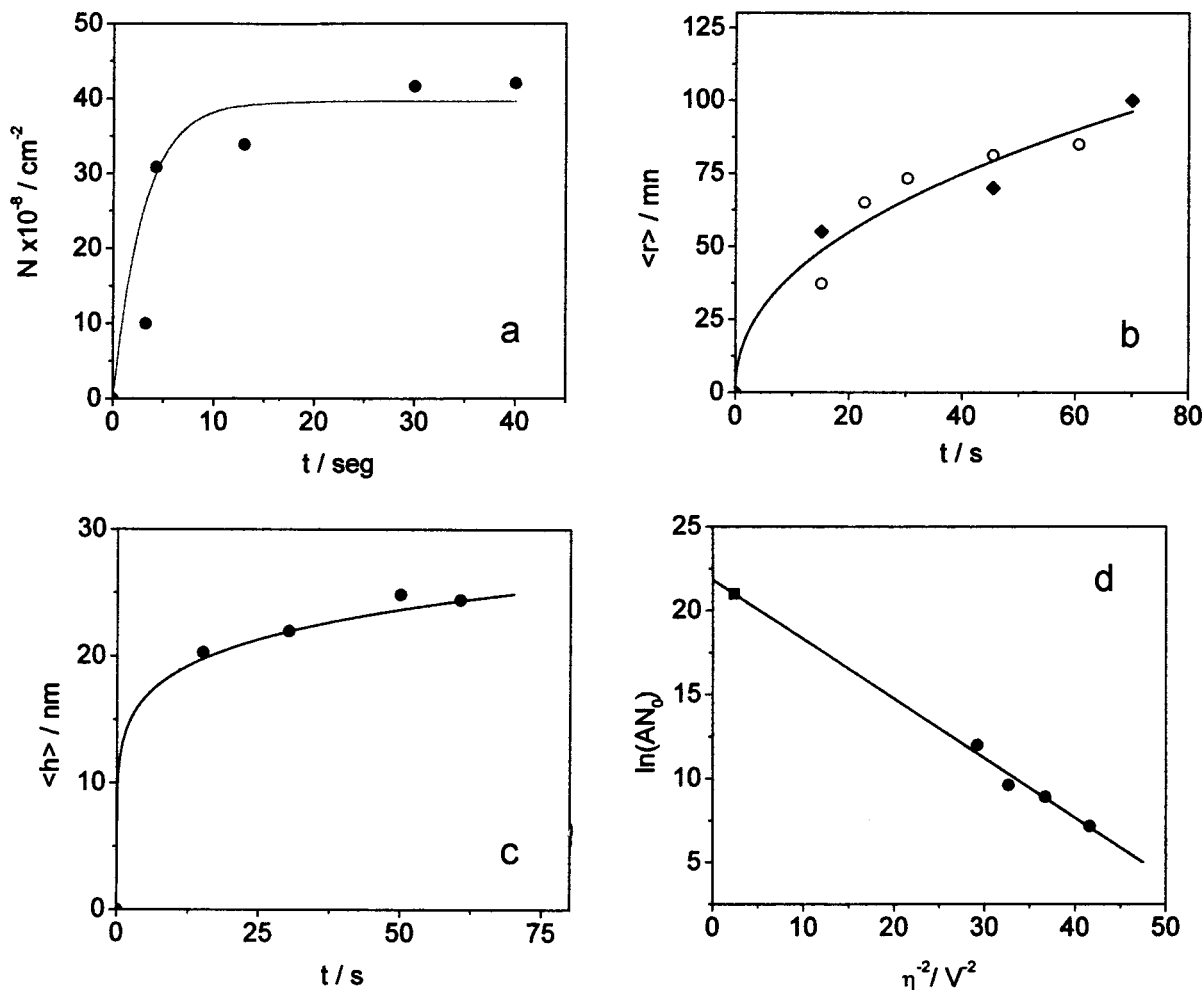 50
40
30
20
10
0
N x10⁻⁸ / cm⁻²
0 10 20 30 40
t / seg
a
125
100
75
50
25
0
<r> / mn
0 20 40 60 80
t / s
b
30
20
10
0
<h> / nm
0 25 50 75
t / s
c
25
20
15
10
5
ln(AN₀)
0 10 20 30 40 50
η⁻²/ V⁻²
d